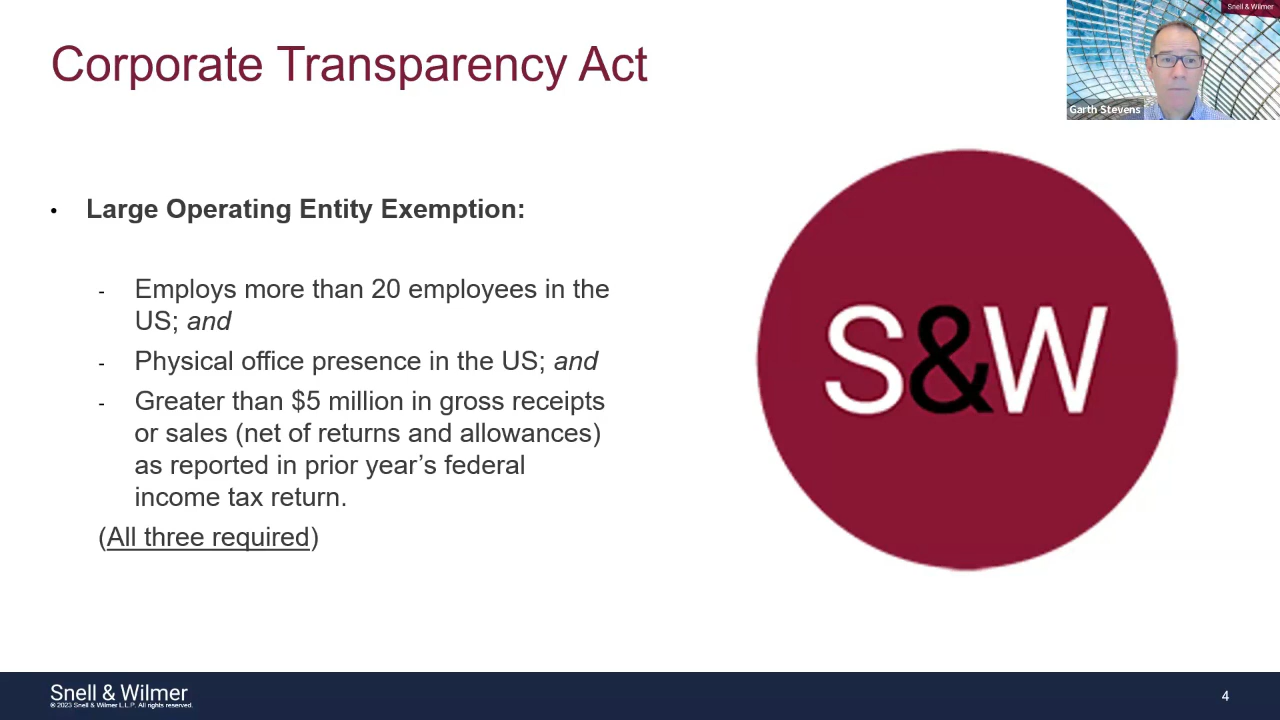 Corporate Transparency Act
Snell & Wilmer
Garth Stevens
• Large Operating Entity Exemption:
- Employs more than 20 employees in the
US; and
- Physical office presence in the US; and
- Greater than $5 million in gross receipts
or sales (net of returns and allowances)
as reported in prior year’s federal
income tax return.
(All three required)
S&W
Snell & Wilmer
© 2023 Snell & Wilmer L.L.P. All rights reserved.
4